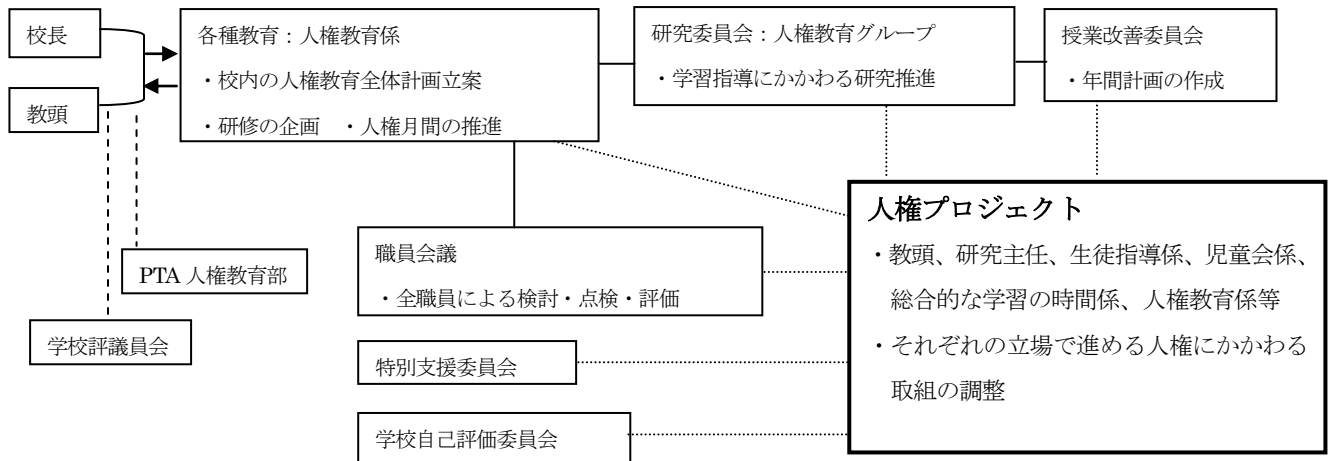 校長
教頭
各種教育：人権教育係
・校内の人権教育全体計画立案
・研修の企画　・人権月間の推進
研究委員会：人権教育グループ
・学習指導にかかわる研究推進
授業改善委員会
・年間計画の作成
PTA 人権教育部
学校評議員会
職員会議
・全職員による検討・点検・評価
特別支援委員会
学校自己評価委員会
人権プロジェクト
・教頭、研究主任、生徒指導係、児童会係、
総合的な学習の時間係、人権教育係等
・それぞれの立場で進める人権にかかわる
取組の調整